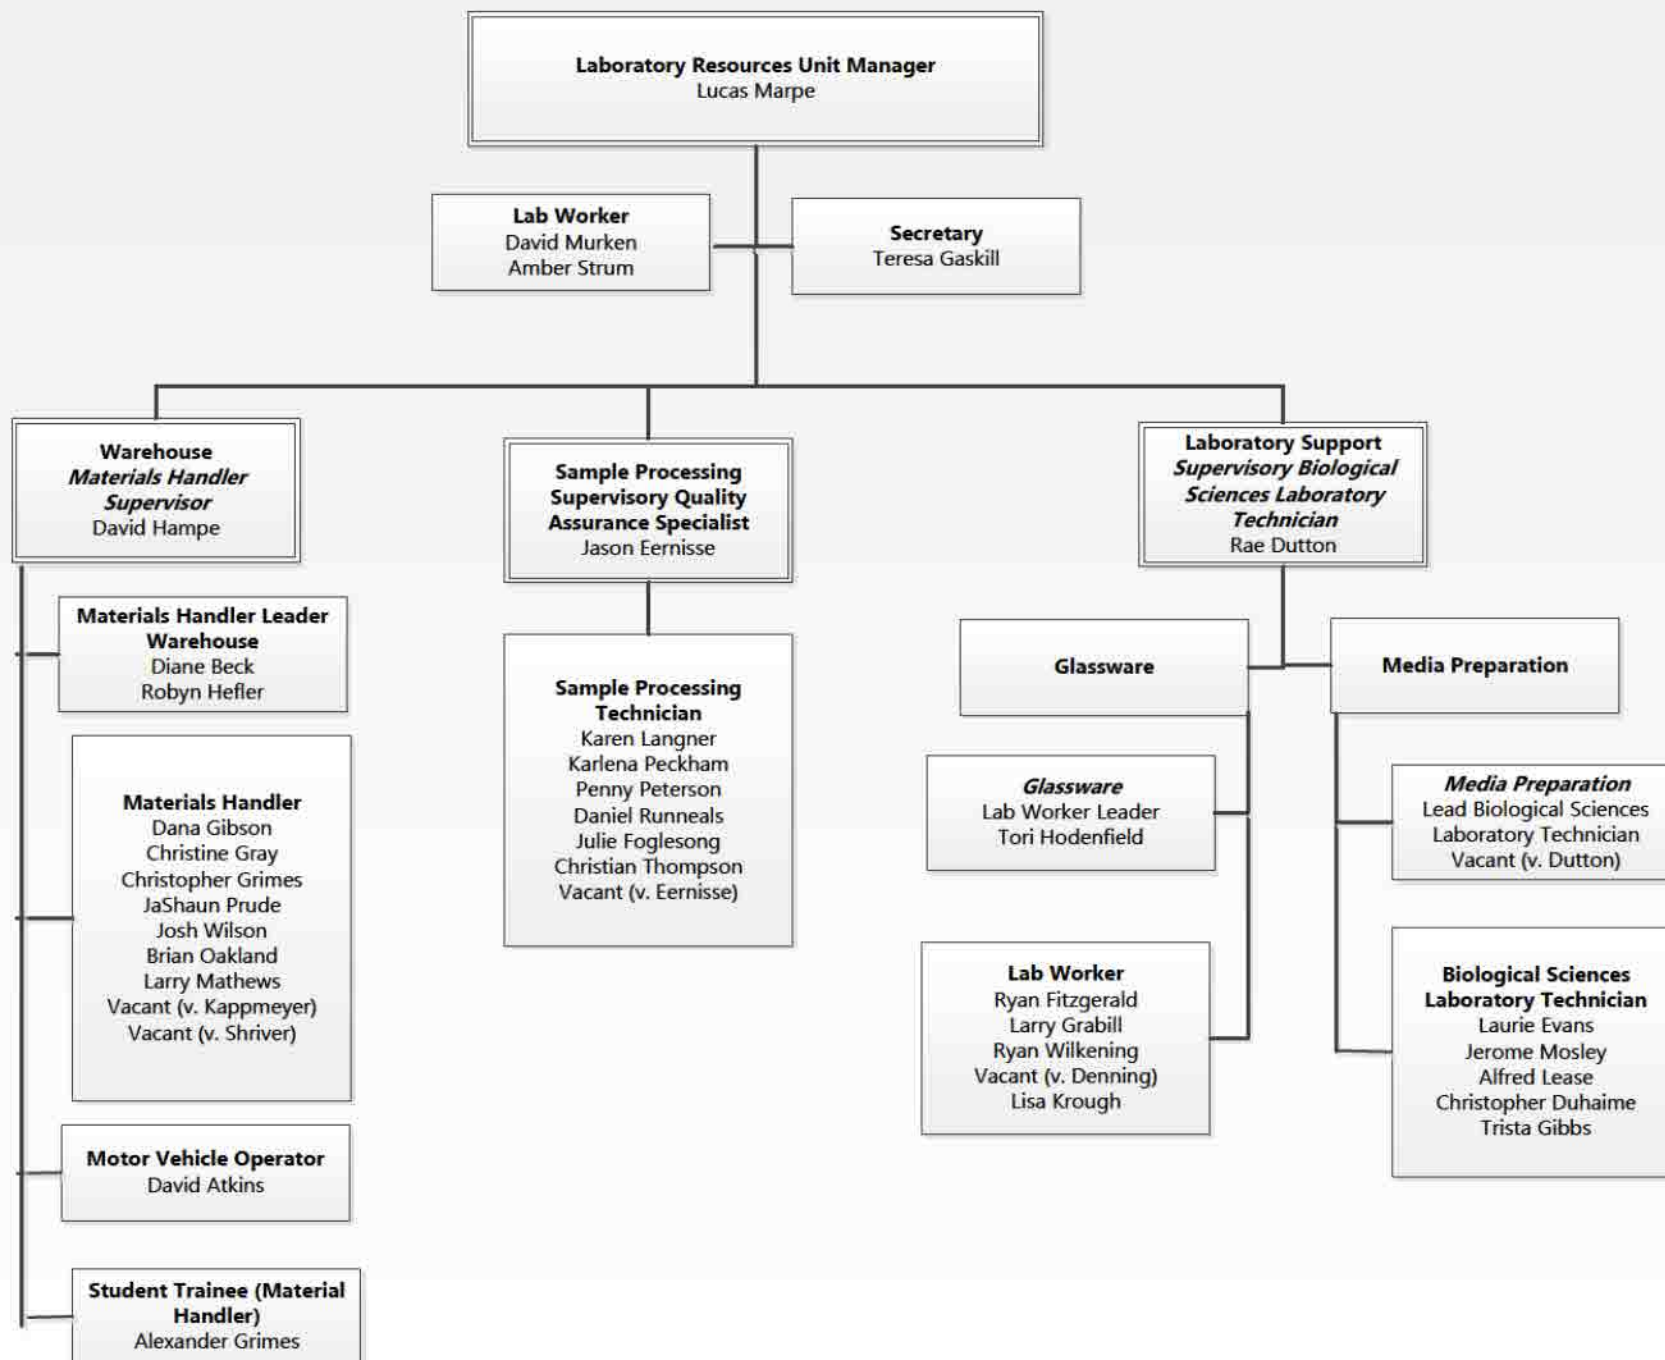 Laboratory Resources Unit Manager
Lucas Marpe
Lab Worker
David Murken
Amber Strum
Secretary
Teresa Gaskill
Warehouse
Materials Handler
Supervisor
David Hampe
Materials Handler Leader
Warehouse
Diane Beck
Robyn Hefler
Materials Handler
Dana Gibson
Christine Gray
Christopher Grimes
JaShaun Prude
Josh Wilson
Brian Oakland
Larry Mathews
Vacant (v. Kappmeyer)
Vacant (v. Shriver)
Motor Vehicle Operator
David Atkins
Student Trainee (Material
Handler)
Alexander Grimes
Sample Processing
Supervisory Quality
Assurance Specialist
Jason Eernisse
Sample Processing
Technician
Karen Langner
Karlena Peckham
Penny Peterson
Daniel Runneals
Julie Foglesong
Christian Thompson
Vacant (v. Eernisse)
Laboratory Support
Supervisory Biological
Sciences Laboratory
Technician
Rae Dutton
Glassware
Glassware
Lab Worker Leader
Tori Hodenfield
Lab Worker
Ryan Fitzgerald
Larry Grabill
Ryan Wilkening
Vacant (v. Denning)
Lisa Krough
Media Preparation
Media Preparation
Lead Biological Sciences
Laboratory Technician
Vacant (v. Dutton)
Biological Sciences
Laboratory Technician
Laurie Evans
Jerome Mosley
Alfred Lease
Christopher Duhaime
Trista Gibbs